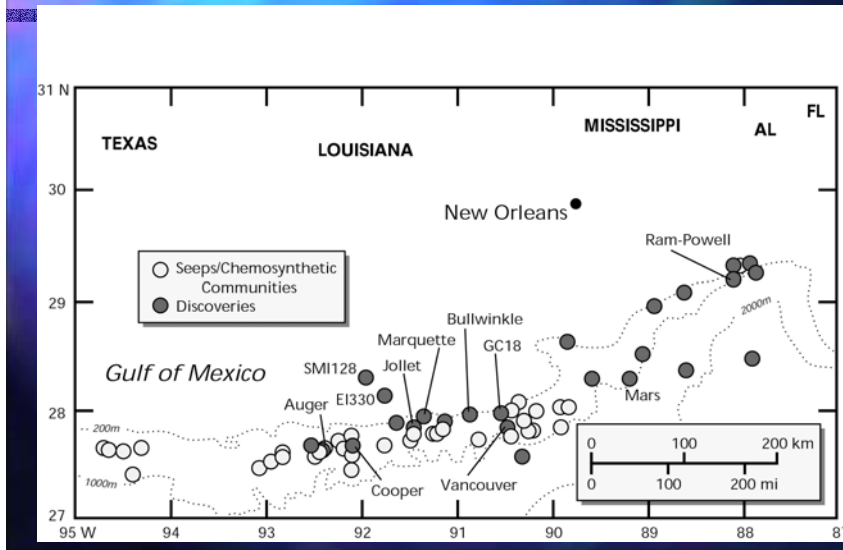 31 N
FL
MISSISSIPPI
AL
TEXAS
LOUISIANA
30
New Orleans
Ram-Powell
Seeps/Chemosynthetic
Communities
Discoveries
29
2000m
Bullwinkle
Marquette
GC18
SMI128
Jollet
Gulf of Mexico
EI330
Mars
Auger
28
200m
0 100 200 km
1000m
Cooper
Vancouver
0 100 200 mi
27
95 W 94 93 92 91 90 89 88 87